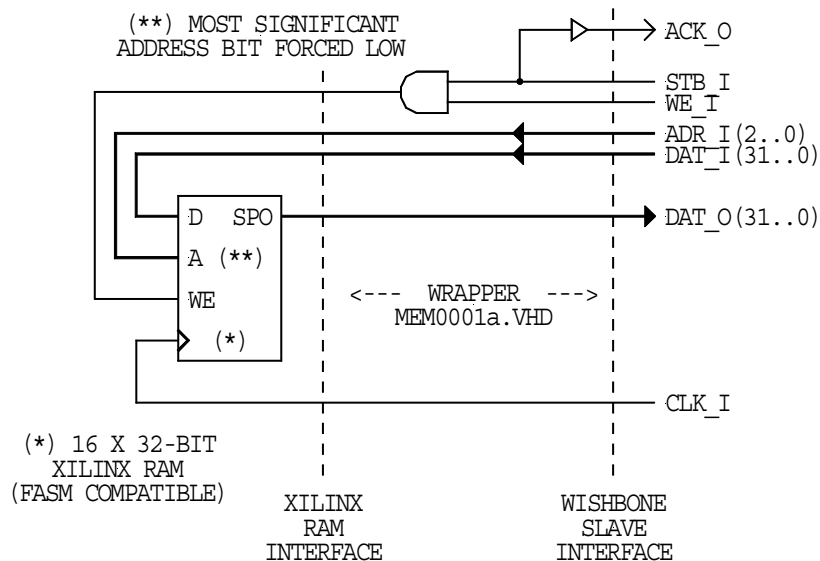 (**) MOST SIGNIFICANT
ADDRESS BIT FORCED LOW
ACK_O
STB_I
WE_I
ADR_I(2..0)
DAT_I(31..0)
D SPO
DAT_O(31..0)
A (**)
WE
<--- WRAPPER --->
MEM0001a.VHD
(*)
CLK_I
(*) 16 X 32-BIT
XILINX RAM
(FASM COMPATIBLE)
XILINX
RAM
INTERFACE
WISHBONE
SLAVE
INTERFACE